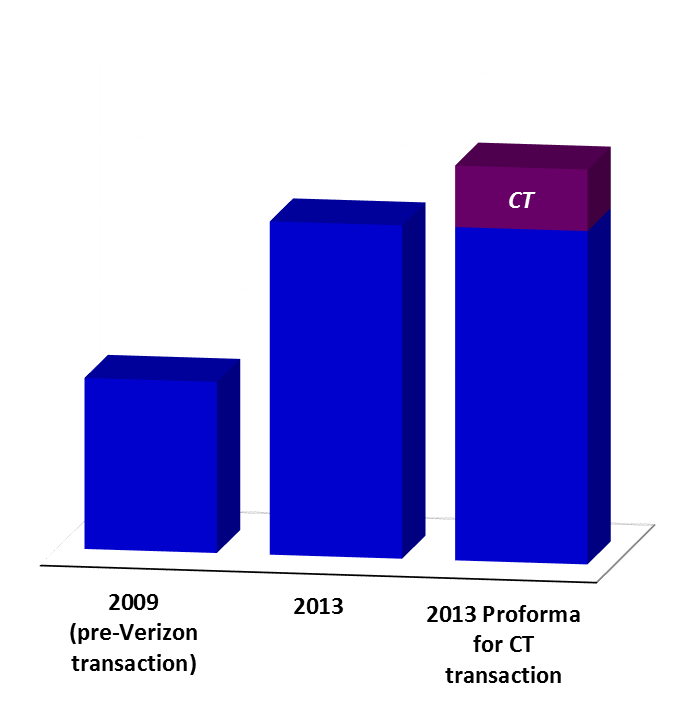 CT
2009
(pre-Verizon
transaction)
2013
2013 Proforma
for CT
transaction